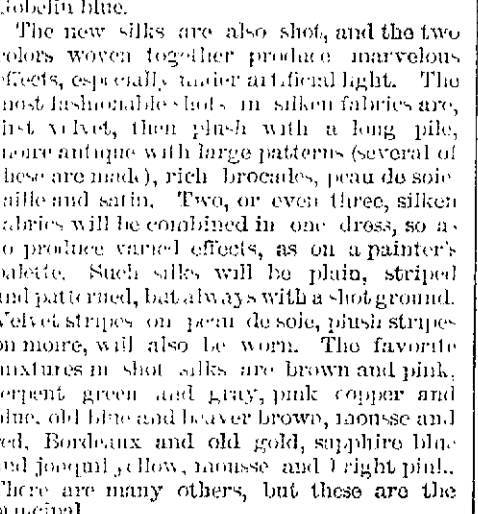 Gobelin blue.
The new silks are also shot, and the two
colors woven together produce marvelous
effects, especially under artificial light. The
most fashionable shots in silken fabrics are,
first velvet, then plush with a long pile,
moire antique with large patterns (several of
these are made), rich brocades, peau de soie
faille and satin. Two, or even three, silken
fabrics will be combined in one dress, so as
to produce varied effects, as on a painter's
palette. Such silks will be plain, striped
and patterned, but always with a shot ground.
Velvet stripes on peau de soie, plush stripes
on moire, will also be worn. The favorite
mixtures in shot silks are brown and pink,
serpent green and gray, pink copper and
blue, old blue and beaver brown, mousse and
red, Bordeaux and old gold, sapphire blue
and jonquil yellow, mousse and bright pink.
There are many others, but these are the
principal